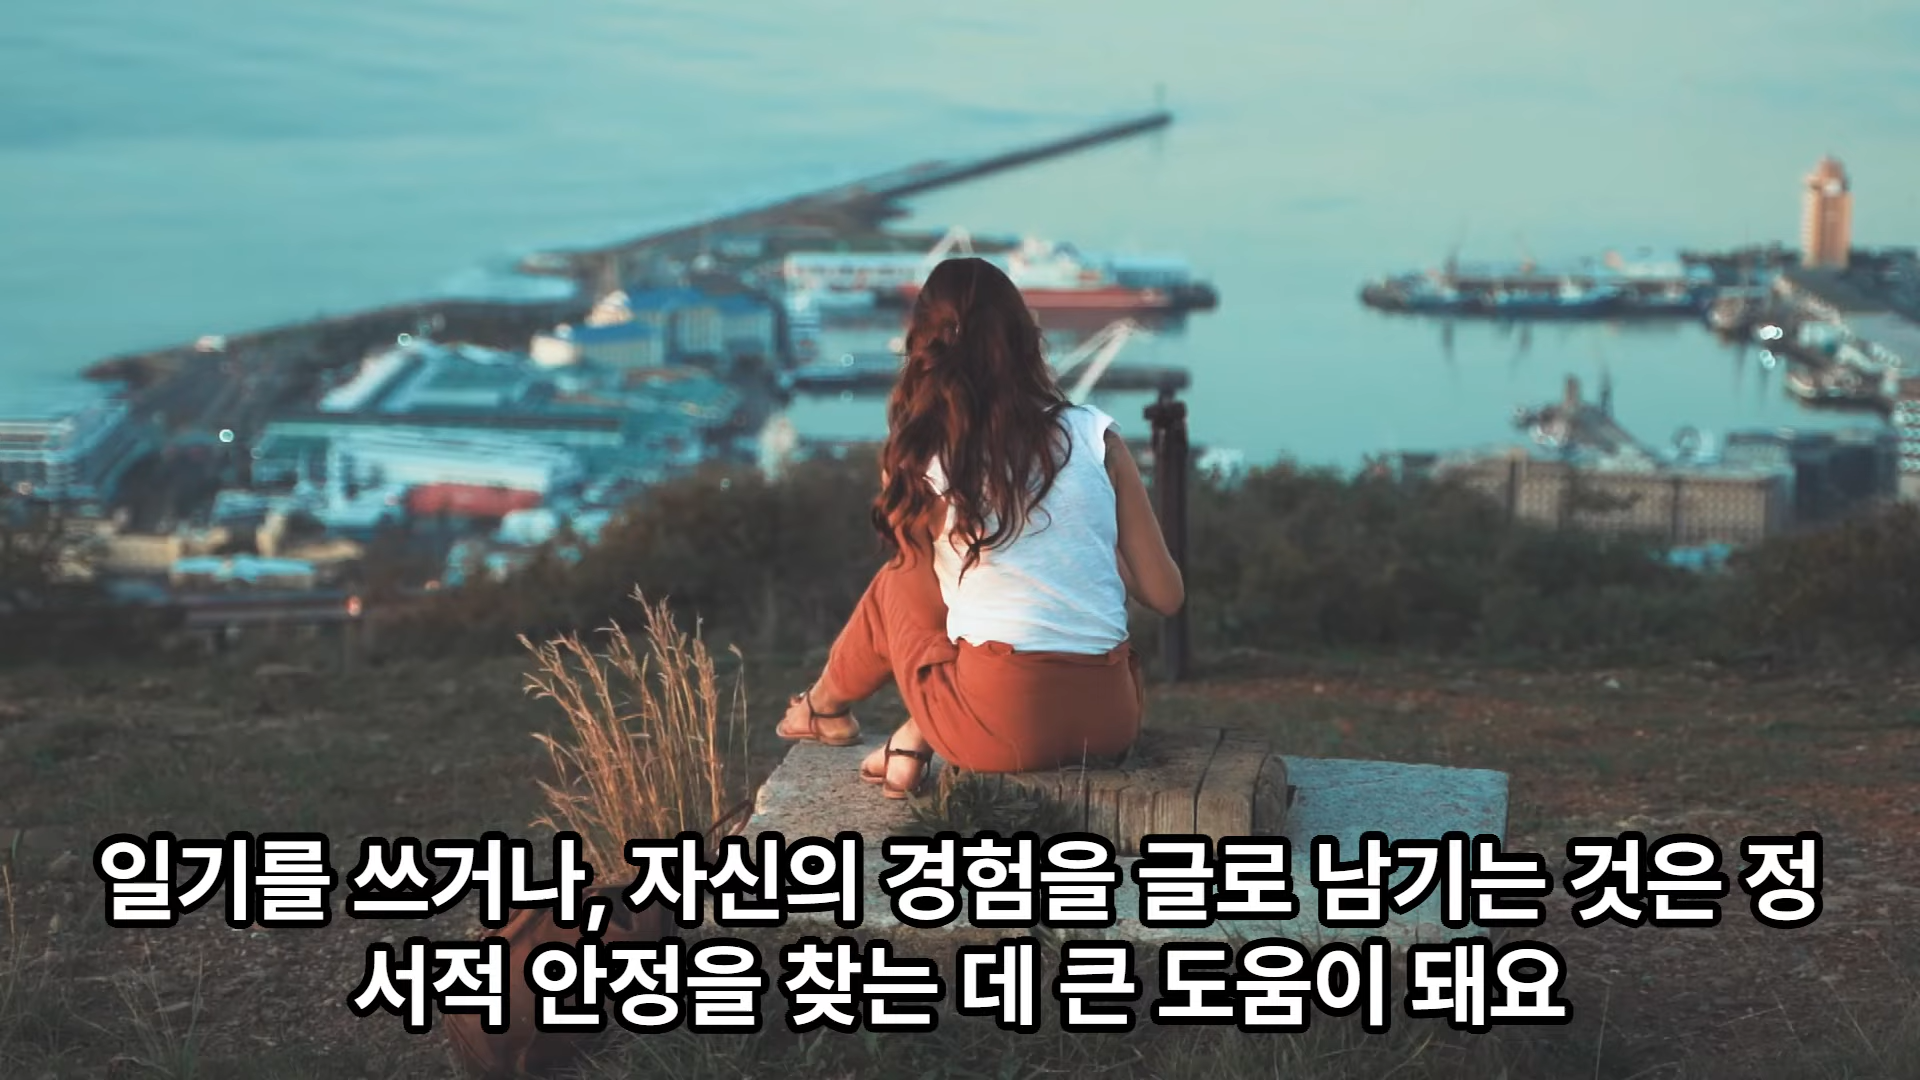 일기를 쓰거나, 자신의 경험을 글로 남기는 것은 정
서적 안정을 찾는 데 큰 도움이 돼요